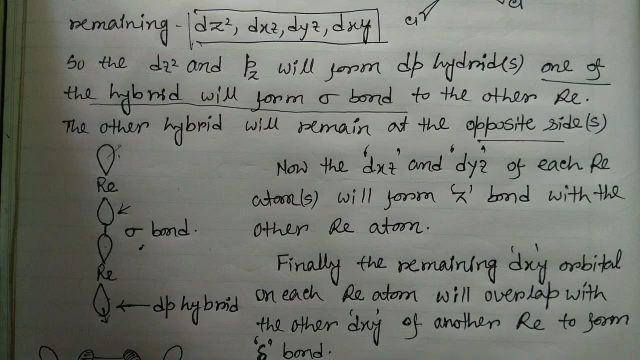 Cl
Cl
remaining - dz², dxz, dyz, dxy
So the dz² and pz will form dp hydrid(s) one of
the hybrid will form σ bond to the other Re.
The other hybrid will remain at the opposite side(s)
Re
σ bond.
Re
dp hybrid
Now the 'dxz' and 'dyz' of each Re
atom(s) will form 'π' bond with the
other Re atom.
Finally the remaining 'dxy' orbital
on each Re atom will overlap with
the other 'dxy' of another Re to form
"δ" bond.